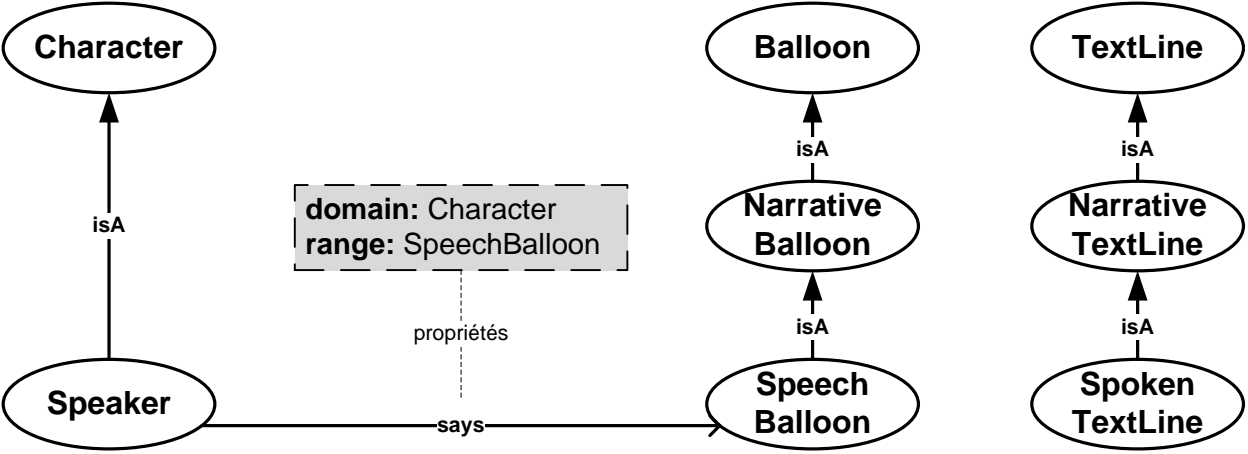 Character
Balloon
TextLine
isA
isA
domain: Character
range: SpeechBalloon
isA
Narrative
Balloon
Narrative
TextLine
propriétés
isA
isA
Speaker
says
Speech
Balloon
Spoken
TextLine